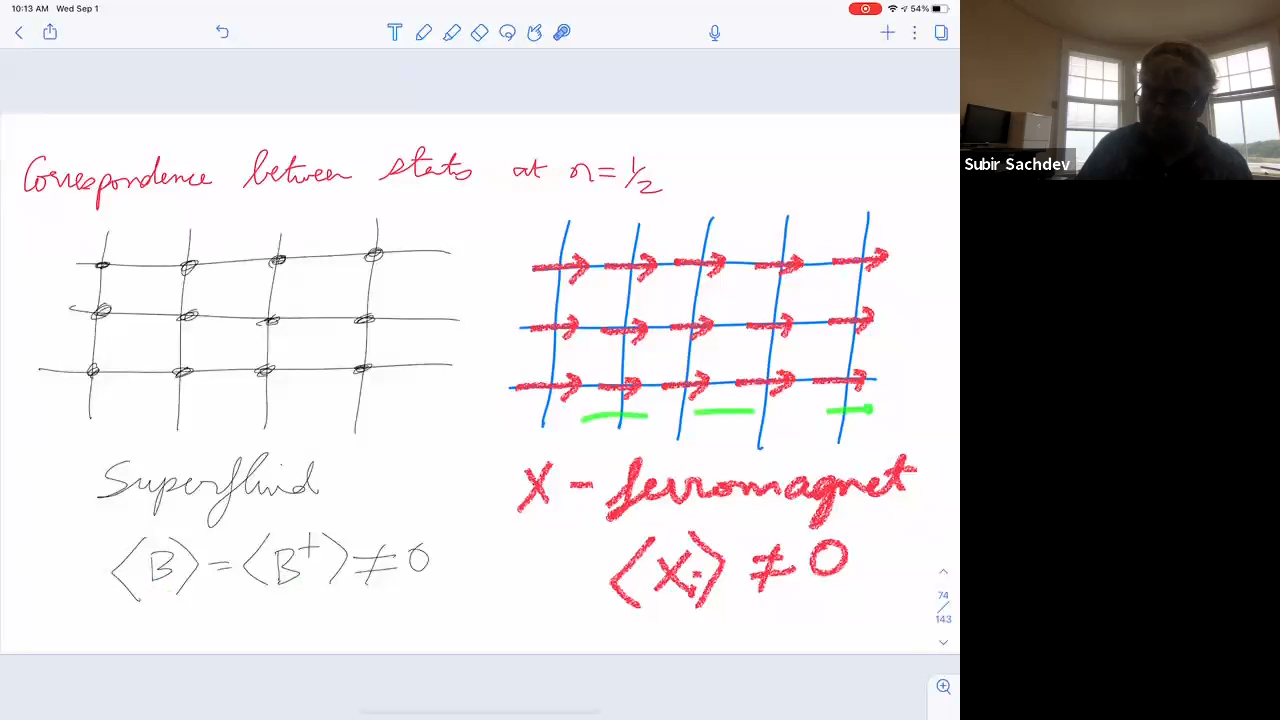 10:13 AM Wed Sep 1
54%
Subir Sachdev
Correspondence between states at n = 1/2
Superfluid
X - ferromagnet
⟨B⟩ = ⟨B†⟩ ≠ 0
⟨Xᵢ⟩ ≠ 0
74
/
143